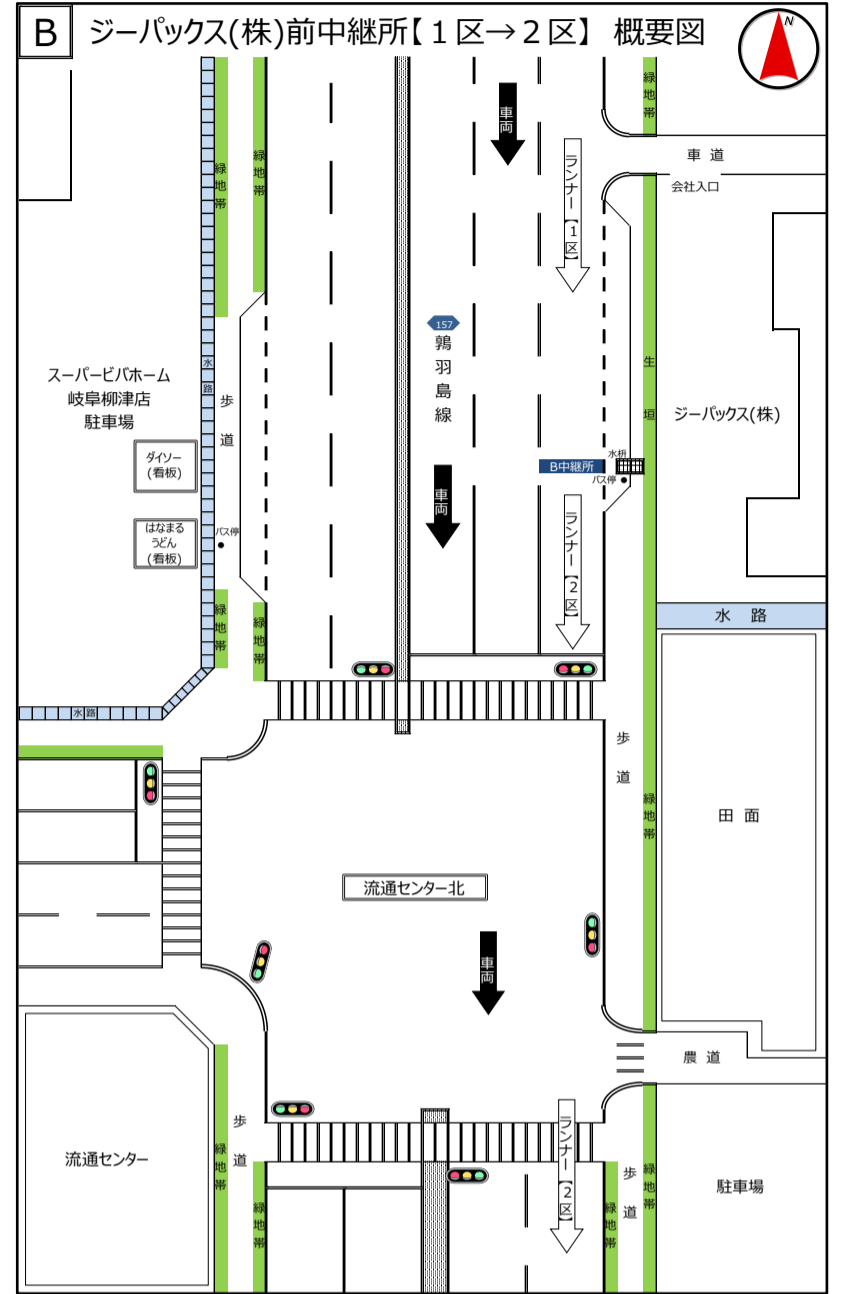 B ジーパックス(株)前中継所【1区→2区】 概要図
N
車両
緑地帯
緑地帯
緑地帯
ランナー【1区】
車道
会社入口
157
鶉羽島線
水路
歩道
生垣
スーパービバホーム
岐阜柳津店
駐車場
ジーパックス(株)
ダイソー
(看板)
水枡
B中継所
バス停
車両
はなまる
うどん
(看板)
バス停
ランナー【2区】
緑地帯
緑地帯
水路
水路
歩道
緑地帯
田面
流通センター北
車両
農道
流通センター
歩道
緑地帯
緑地帯
ランナー【2区】
歩道
緑地帯
緑地帯
駐車場